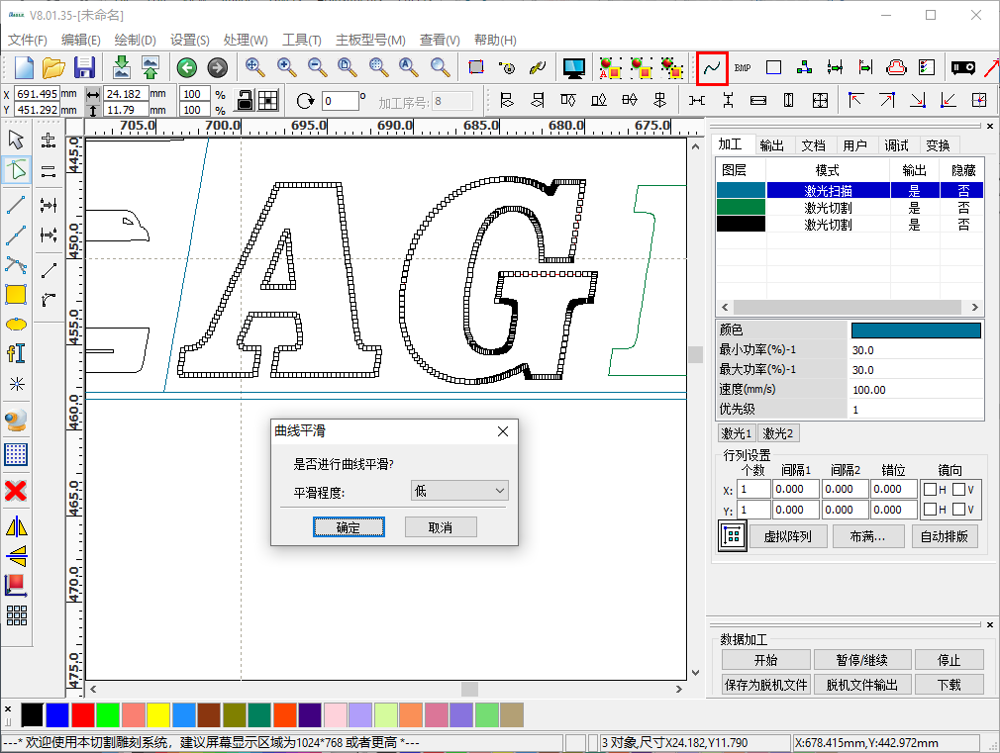 V8.01.35-[未命名]
文件(F) 编辑(E) 绘制(D) 设置(S) 处理(W) 工具(T) 主板型号(M) 查看(V) 帮助(H)
BMP
X 691.495 mm 24.182 mm 100 %
Y 451.292 mm 11.79 mm 100 %
0 °
加工序号: 8
705.0 700.0 695.0 690.0 685.0 680.0 675.0
445.0
450.0
455.0
460.0
465.0
470.0
475.0
A G
曲线平滑
是否进行曲线平滑?
平滑程度: 低
确定 取消
加工 输出 文档 用户 调试 变换
图层 模式 输出 隐藏
激光扫描 是 否
激光切割 是 否
激光切割 是 否
颜色
最小功率(%)-1 30.0
最大功率(%)-1 30.0
速度(mm/s) 100.00
优先级 1
激光1 激光2
行列设置
个数 间隔1 间隔2 错位 镜向
X: 1 0.000 0.000 0.000 H V
Y: 1 0.000 0.000 0.000 H V
虚拟阵列 布满... 自动排版
数据加工
开始 暂停/继续 停止
保存为脱机文件 脱机文件输出 下载
---* 欢迎使用本切割雕刻系统，建议屏幕显示区域为1024*768 或者更高 *---
3 对象,尺寸X24.182,Y11.790
X:678.415mm,Y:442.972mm